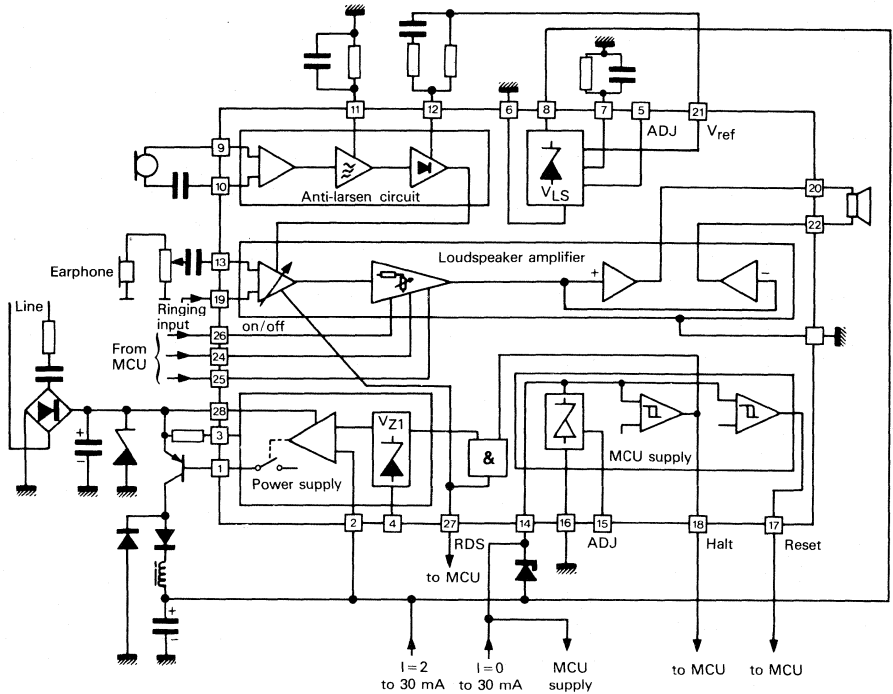 11
12
6
8
7
5
21
ADJ
Vref
9
10
Anti-larsen circuit
VLS
20
22
Loudspeaker amplifier
+
−
Earphone
13
19
Ringing
input
on/off
Line
From
MCU
26
24
25
28
3
1
+
−
VZ1
Power supply
&
MCU supply
2
4
27
14
16
15
18
17
RDS
ADJ
Halt
Reset
to MCU
+
−
I=2
to 30 mA
I=0
to 30 mA
MCU
supply
to MCU
to MCU